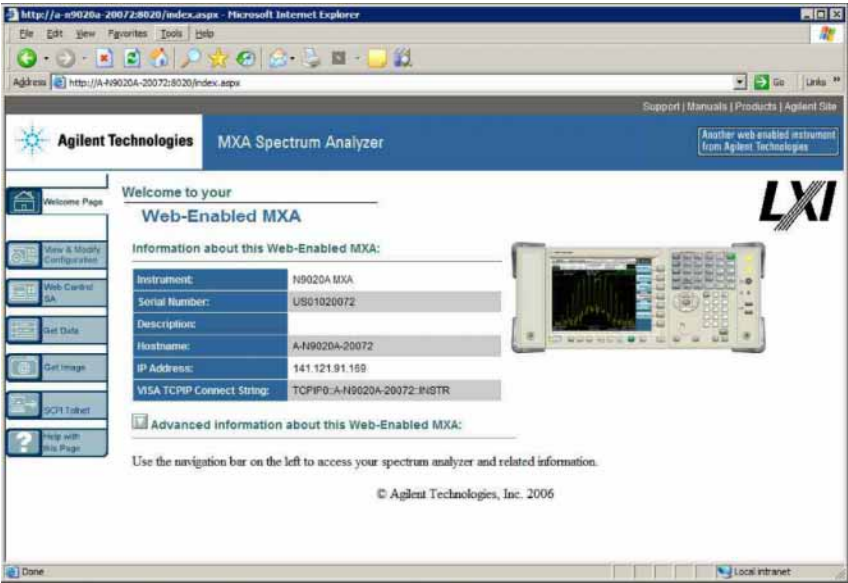 http://a-n9020a-20072:8020/index.aspx - Microsoft Internet Explorer
File Edit View Favorites Tools Help
Address http://A-N9020A-20072:8020/index.aspx Go Links »
Support | Manuals | Products | Agilent Site
Agilent Technologies MXA Spectrum Analyzer
Another web-enabled instrument
from Agilent Technologies
Welcome Page
Welcome to your
Web-Enabled MXA
LXI
Information about this Web-Enabled MXA:
View & Modify
Configuration
Web Control
SA
Get Data
Get Image
SCPI Telnet
Help with
this Page
Instrument: N9020A MXA
Serial Number: US01020072
Description:
Hostname: A-N9020A-20072
IP Address: 141.121.91.169
VISA TCPIP Connect String: TCPIP0::A-N9020A-20072::INSTR
Advanced information about this Web-Enabled MXA:
Use the navigation bar on the left to access your spectrum analyzer and related information.
© Agilent Technologies, Inc. 2006
Done Local intranet